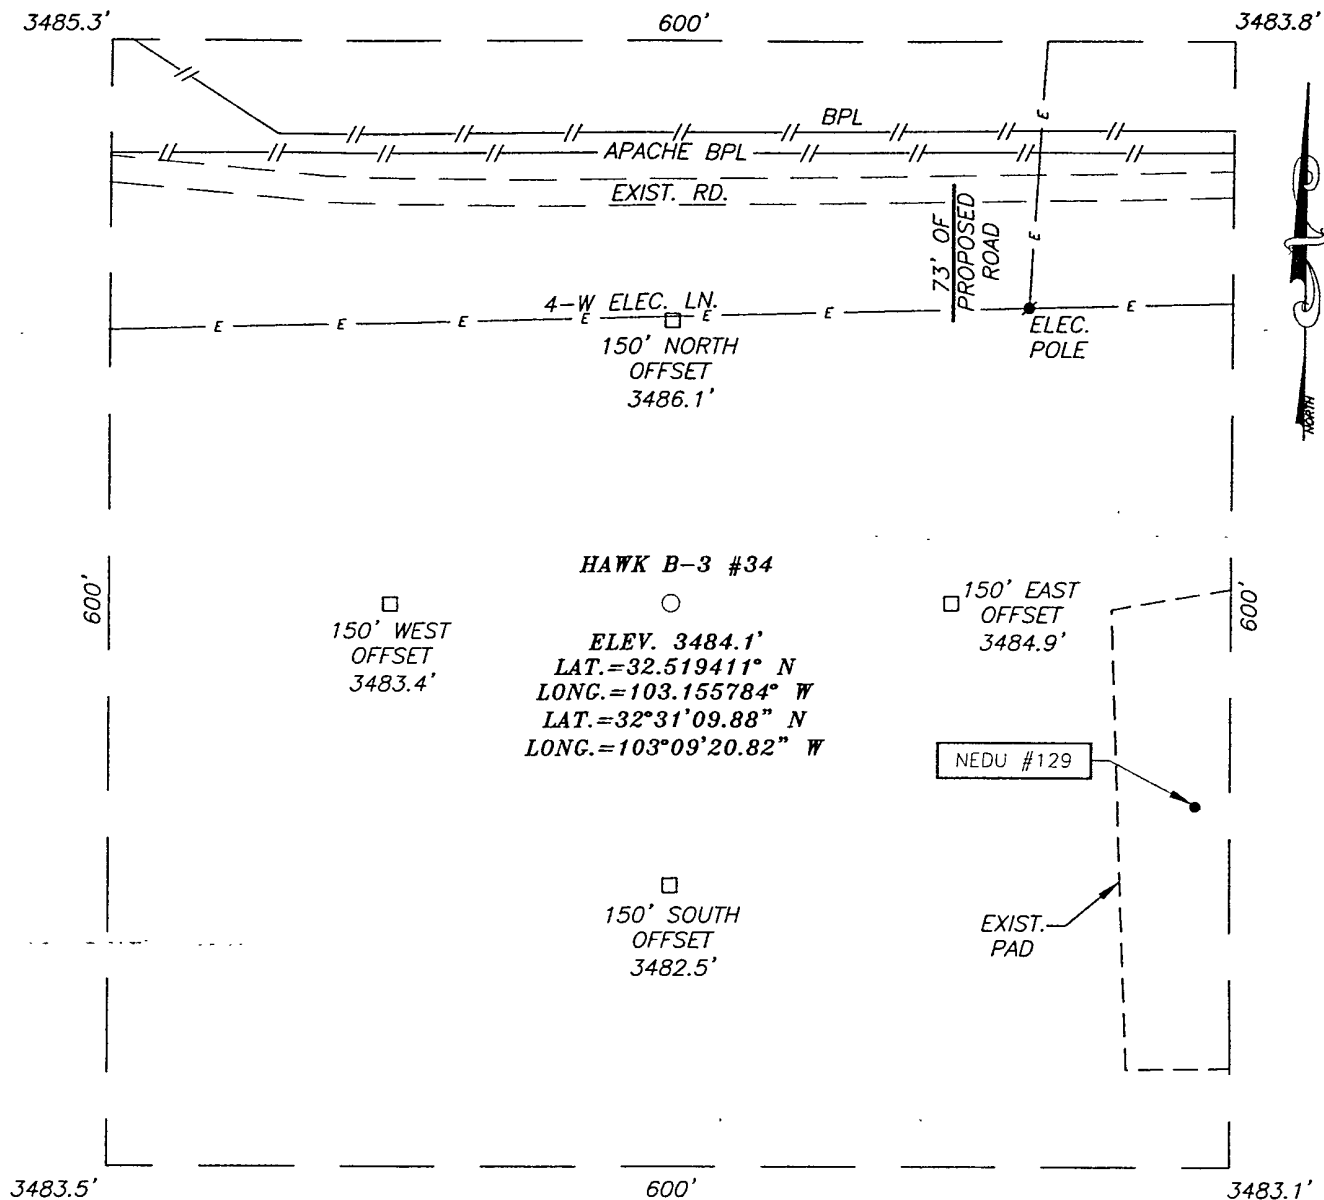 3485.3'
600'
3483.8'
BPL
E
APACHE BPL
EXIST. RD.
E
73' OF
PROPOSED
ROAD
4-W ELEC. LN.
E E E E E E E
ELEC.
POLE
150' NORTH
OFFSET
3486.1'
NORTH
HAWK B-3 #34
600'
150' WEST
OFFSET
3483.4'
150' EAST
OFFSET
3484.9'
600'
ELEV. 3484.1'
LAT.=32.519411° N
LONG.=103.155784° W
LAT.=32°31'09.88" N
LONG.=103°09'20.82" W
NEDU #129
150' SOUTH
OFFSET
3482.5'
EXIST.
PAD
3483.5'
600'
3483.1'